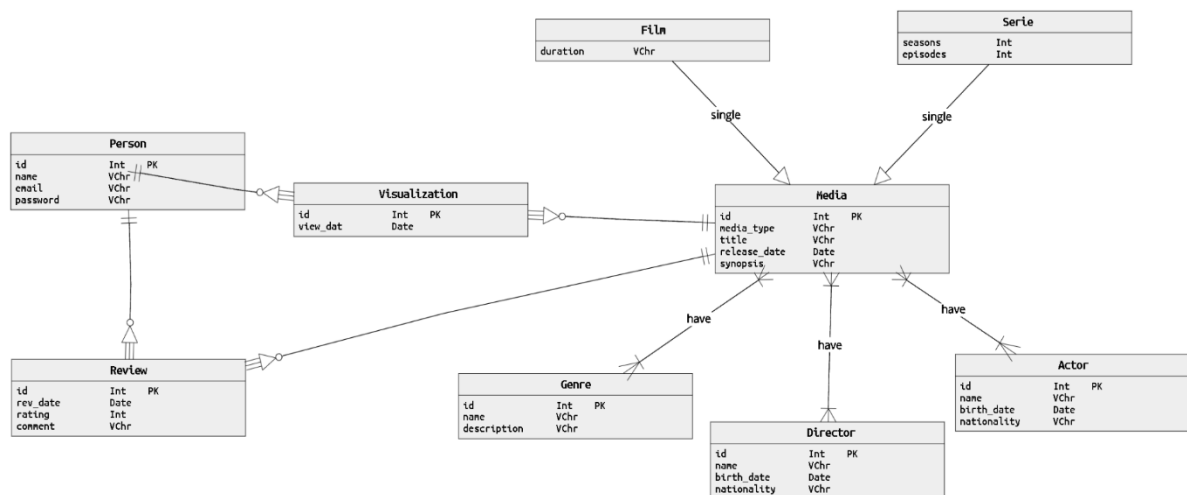 Film
duration VChr
Serie
seasons Int
episodes Int
single
single
Person
id Int PK
name VChr
email VChr
password VChr
Visualization
id Int PK
view_dat Date
Media
id Int PK
media_type VChr
title VChr
release_date Date
synopsis VChr
have
have
have
Review
id Int PK
rev_date Date
rating Int
comment VChr
Genre
id Int PK
name VChr
description VChr
Director
id Int PK
name VChr
birth_date Date
nationality VChr
Actor
id Int PK
name VChr
birth_date Date
nationality VChr